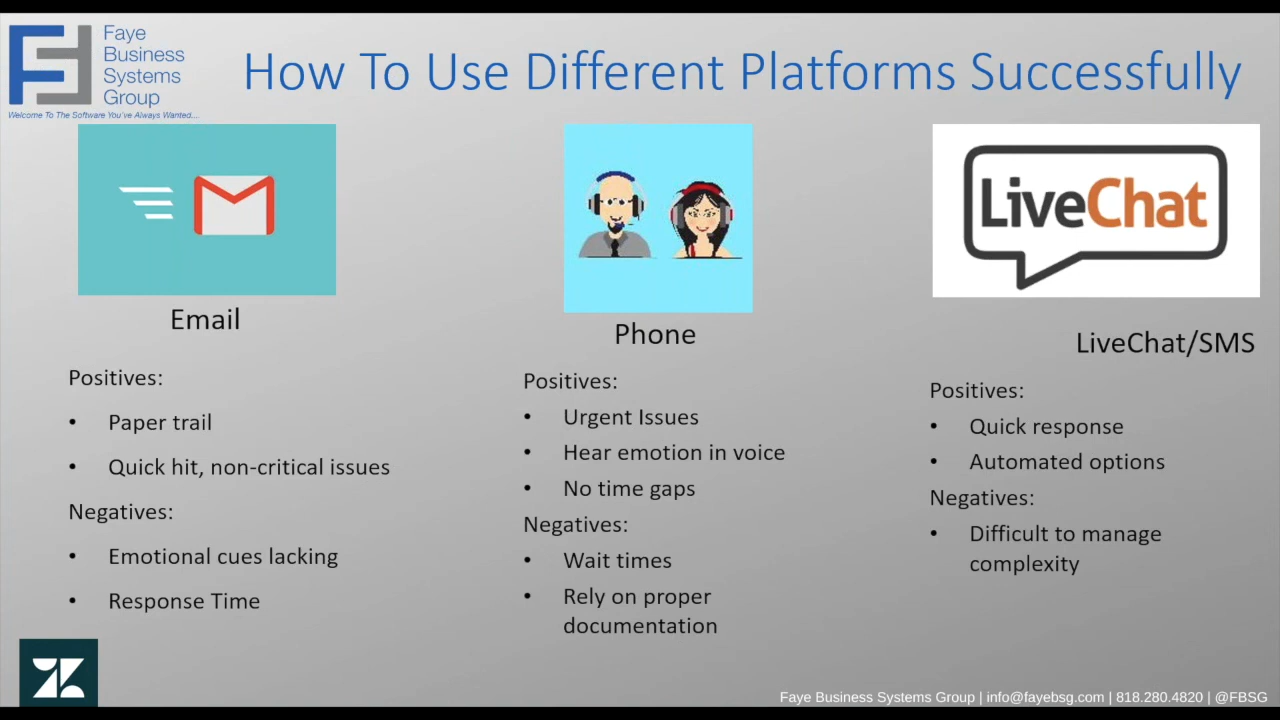 Faye
Business
Systems
Group
Welcome To The Software You've Always Wanted....
How To Use Different Platforms Successfully
Email
Positives:
• Paper trail
• Quick hit, non-critical issues
Negatives:
• Emotional cues lacking
• Response Time
Phone
Positives:
• Urgent Issues
• Hear emotion in voice
• No time gaps
Negatives:
• Wait times
• Rely on proper
documentation
LiveChat
LiveChat/SMS
Positives:
• Quick response
• Automated options
Negatives:
• Difficult to manage
complexity
Faye Business Systems Group | info@fayebsg.com | 818.280.4820 | @FBSG